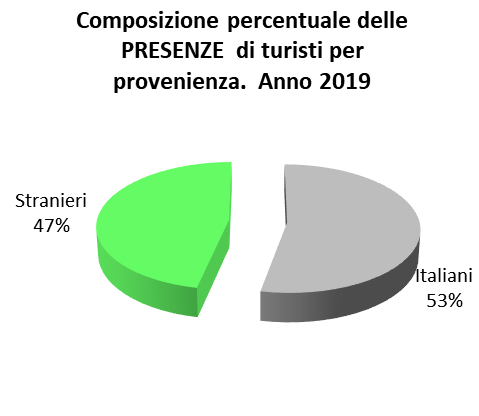 Composizione percentuale delle
PRESENZE di turisti per
provenienza. Anno 2019
Stranieri
47%
Italiani
53%